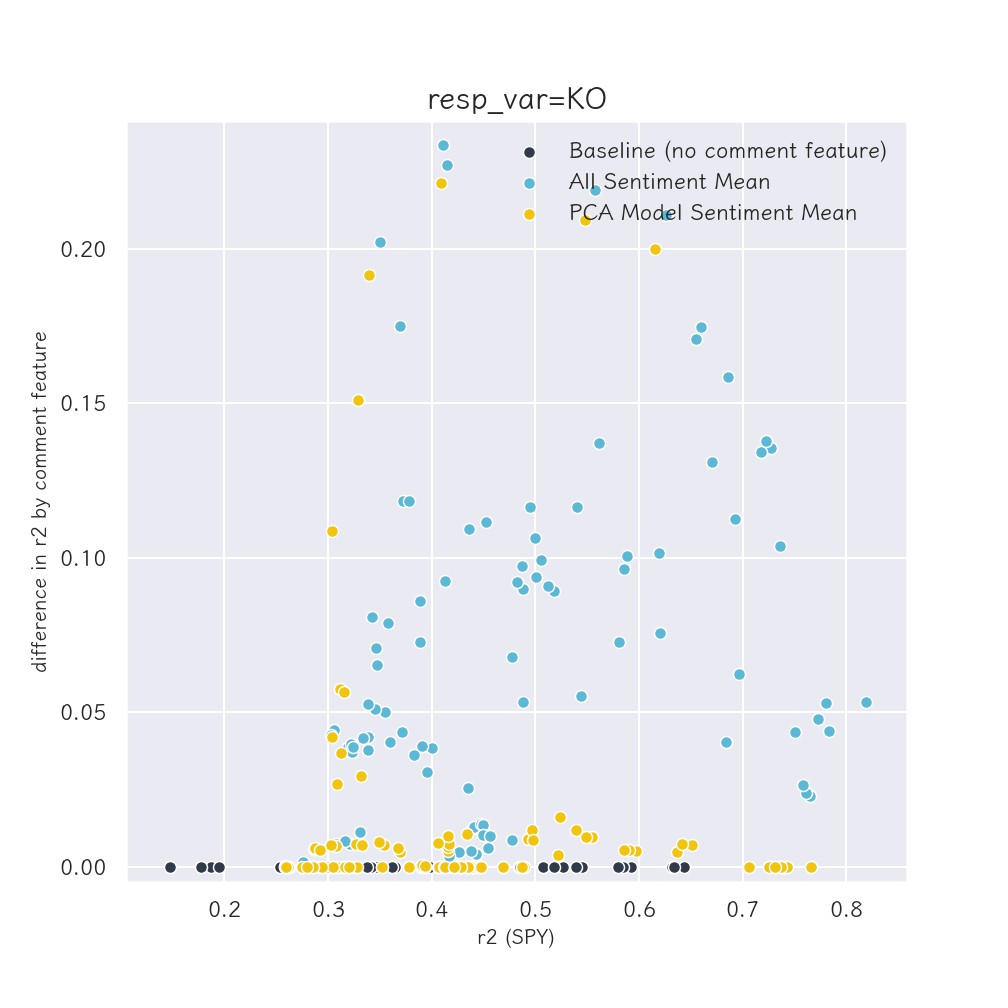 resp_var=KO
Baseline (no comment feature)
All Sentiment Mean
PCA Model Sentiment Mean
difference in r2 by comment feature
0.20
0.15
0.10
0.05
0.00
0.2 0.3 0.4 0.5 0.6 0.7 0.8
r2 (SPY)